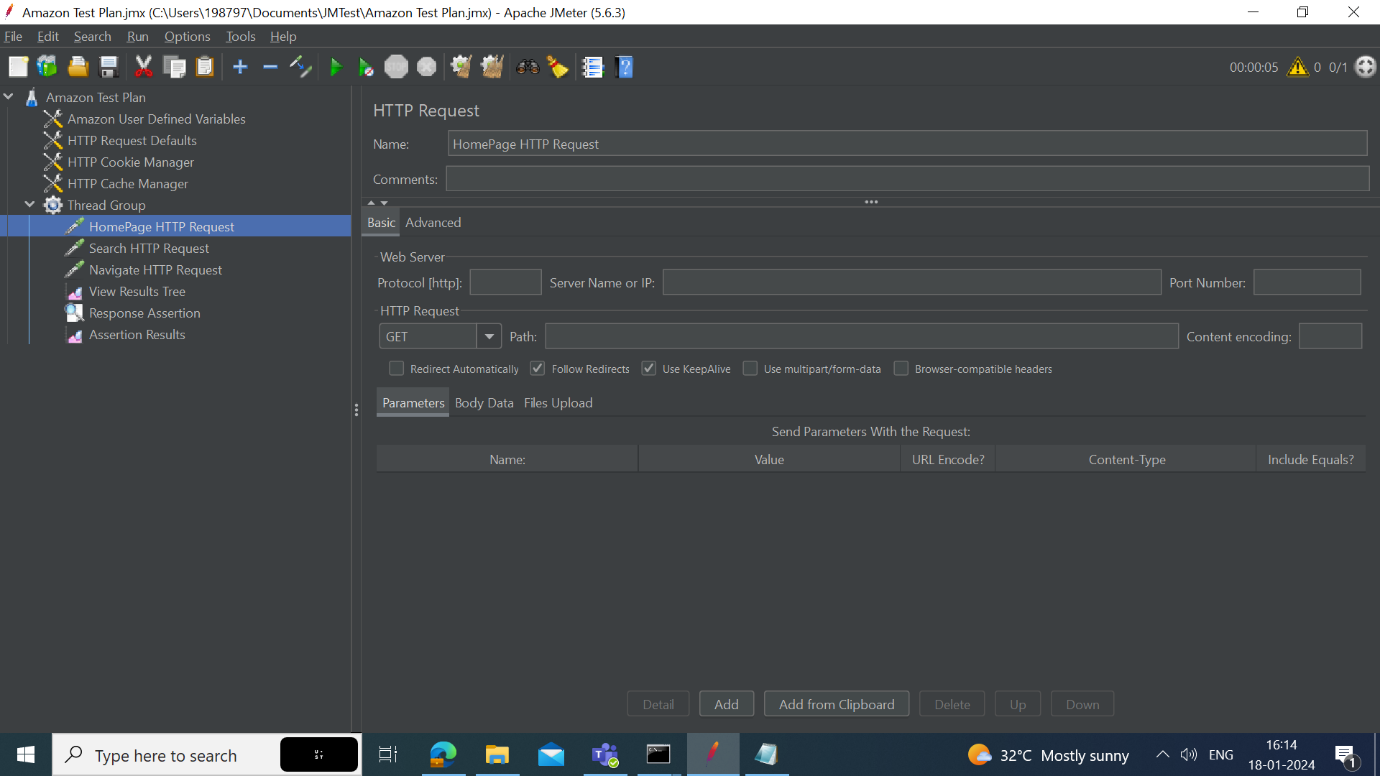 Amazon Test Plan.jmx (C:\Users\198797\Documents\JMTest\Amazon Test Plan.jmx) - Apache JMeter (5.6.3)
File Edit Search Run Options Tools Help
00:00:05 0 0/1
Amazon Test Plan
Amazon User Defined Variables
HTTP Request Defaults
HTTP Cookie Manager
HTTP Cache Manager
Thread Group
HomePage HTTP Request
Search HTTP Request
Navigate HTTP Request
View Results Tree
Response Assertion
Assertion Results
HTTP Request
Name: HomePage HTTP Request
Comments:
Basic Advanced
Web Server
Protocol [http]: Server Name or IP: Port Number:
HTTP Request
GET Path: Content encoding:
Redirect Automatically Follow Redirects Use KeepAlive Use multipart/form-data Browser-compatible headers
Parameters Body Data Files Upload
Send Parameters With the Request:
Name: Value URL Encode? Content-Type Include Equals?
Detail Add Add from Clipboard Delete Up Down
Type here to search
32°C Mostly sunny
ENG
16:14
18-01-2024
1